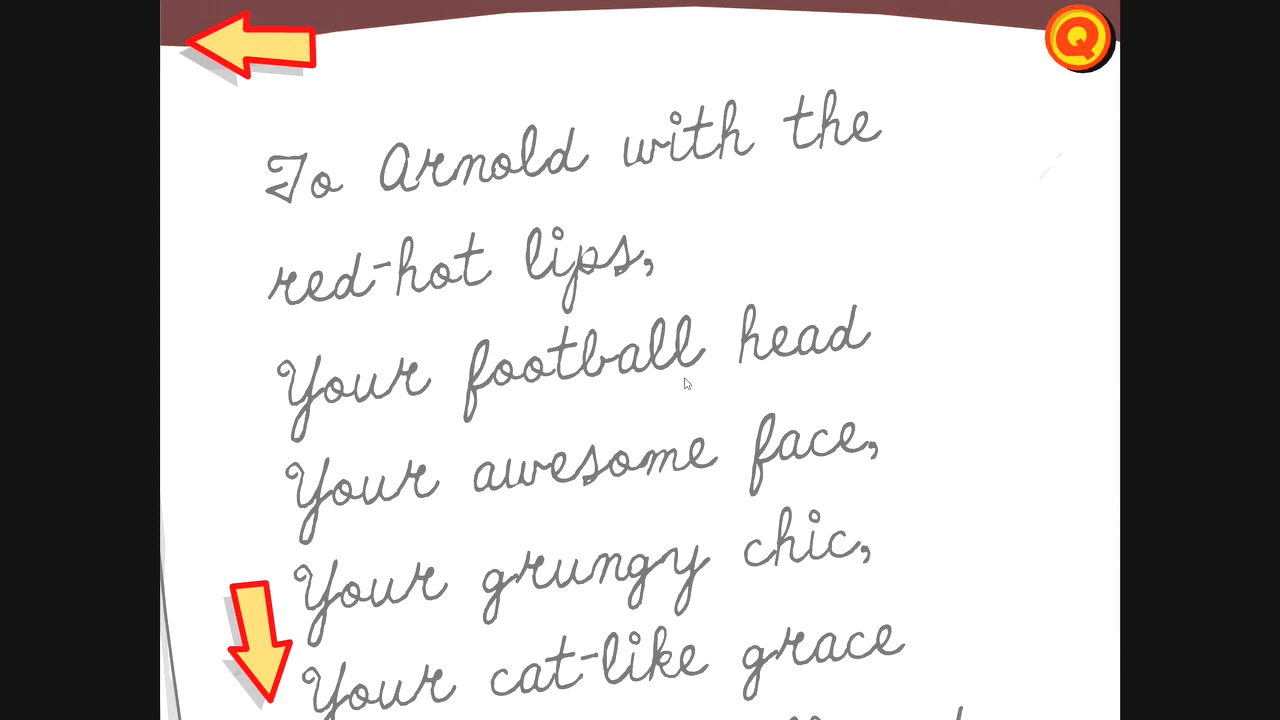 Q
To Arnold with the
red-hot lips,
Your football head
Your awesome face,
Your grungy chic,
Your cat-like grace